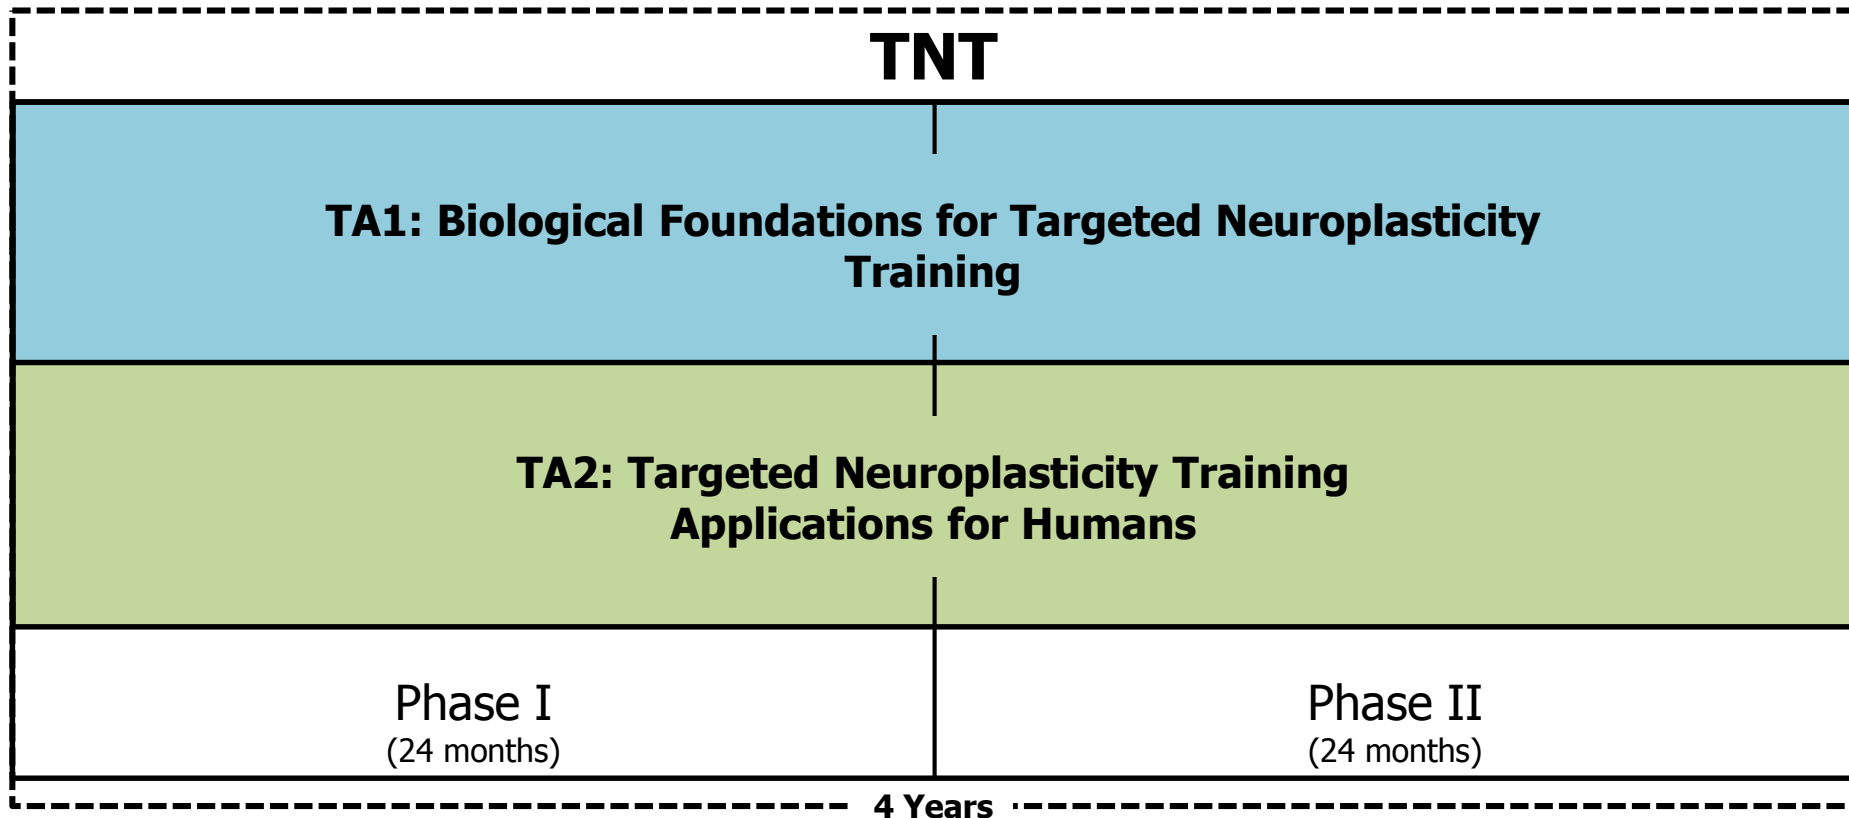 TNT
TA1: Biological Foundations for Targeted Neuroplasticity
Training
TA2: Targeted Neuroplasticity Training
Applications for Humans
Phase I
(24 months)
Phase II
(24 months)
4 Years